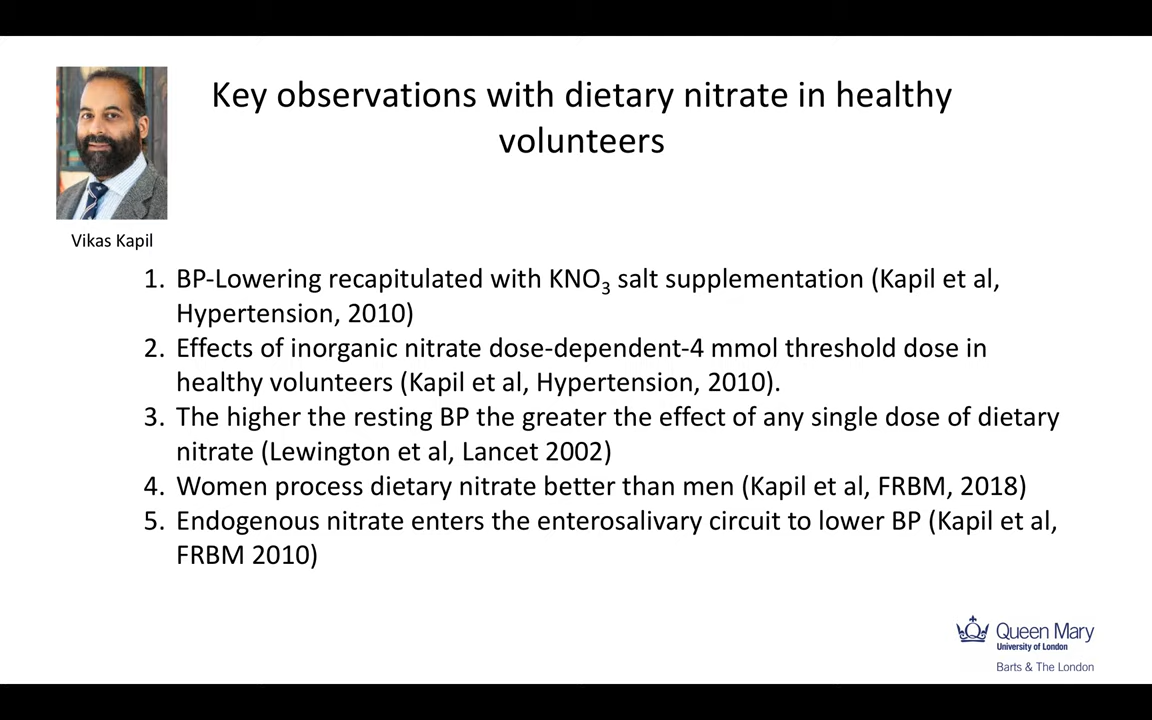 Key observations with dietary nitrate in healthy
volunteers
Vikas Kapil
1. BP-Lowering recapitulated with KNO₃ salt supplementation (Kapil et al,
Hypertension, 2010)
2. Effects of inorganic nitrate dose-dependent-4 mmol threshold dose in
healthy volunteers (Kapil et al, Hypertension, 2010).
3. The higher the resting BP the greater the effect of any single dose of dietary
nitrate (Lewington et al, Lancet 2002)
4. Women process dietary nitrate better than men (Kapil et al, FRBM, 2018)
5. Endogenous nitrate enters the enterosalivary circuit to lower BP (Kapil et al,
FRBM 2010)
Queen Mary
University of London
Barts & The London